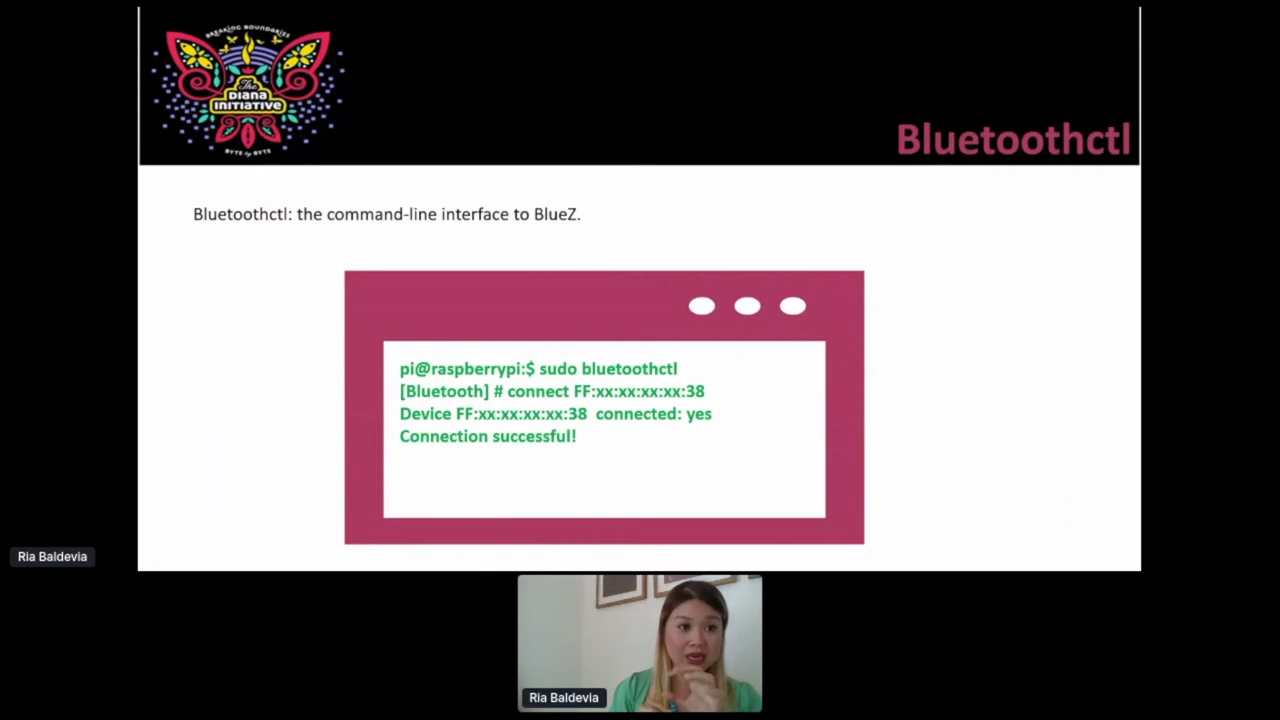 BREAKING BOUNDARIES
The
DIANA
INITIATIVE
BYTE by BYTE
Bluetoothctl
Bluetoothctl: the command-line interface to BlueZ.
pi@raspberrypi:$ sudo bluetoothctl
[Bluetooth] # connect FF:xx:xx:xx:xx:38
Device FF:xx:xx:xx:xx:38  connected: yes
Connection successful!
Ria Baldevia
Ria Baldevia